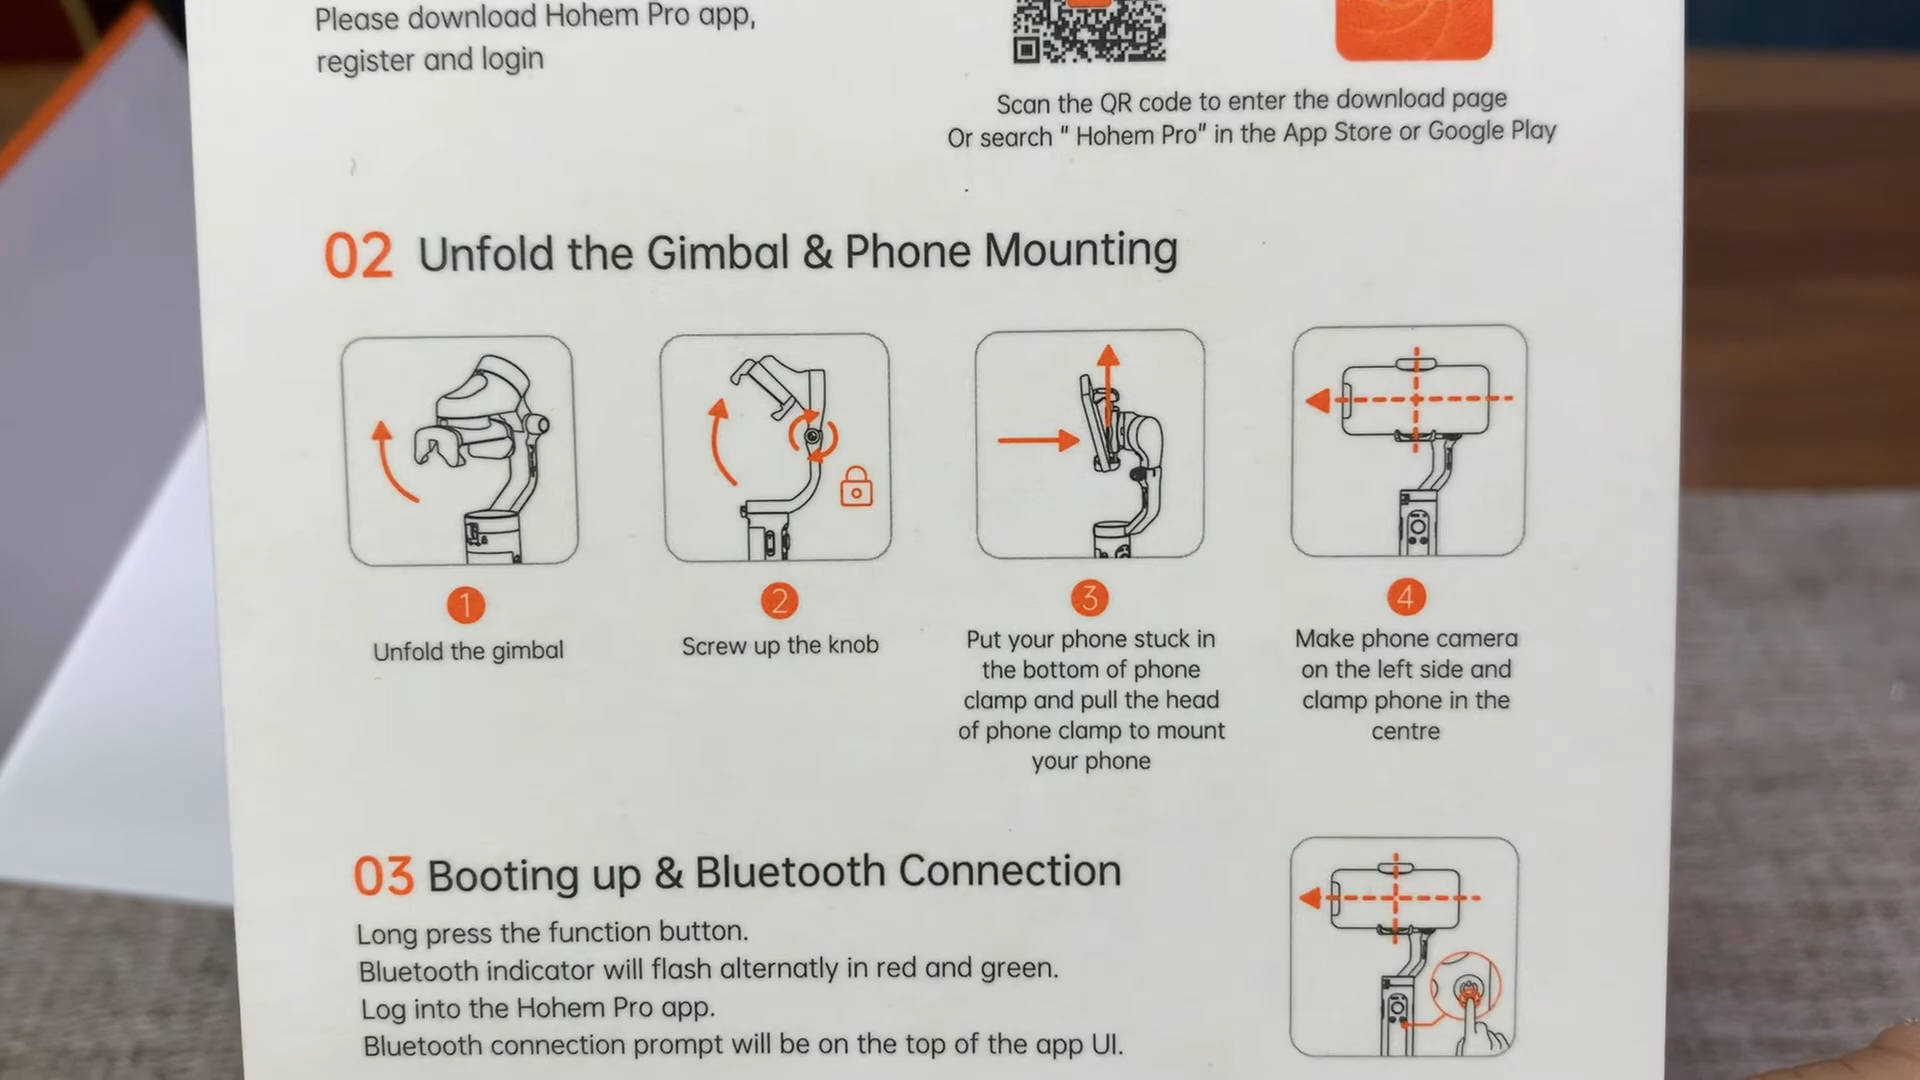 Please download Hohem Pro app,
register and login
Scan the QR code to enter the download page
Or search " Hohem Pro" in the App Store or Google Play
02 Unfold the Gimbal & Phone Mounting
1
Unfold the gimbal
2
Screw up the knob
3
Put your phone stuck in
the bottom of phone
clamp and pull the head
of phone clamp to mount
your phone
4
Make phone camera
on the left side and
clamp phone in the
centre
03 Booting up & Bluetooth Connection
Long press the function button.
Bluetooth indicator will flash alternatly in red and green.
Log into the Hohem Pro app.
Bluetooth connection prompt will be on the top of the app UI.